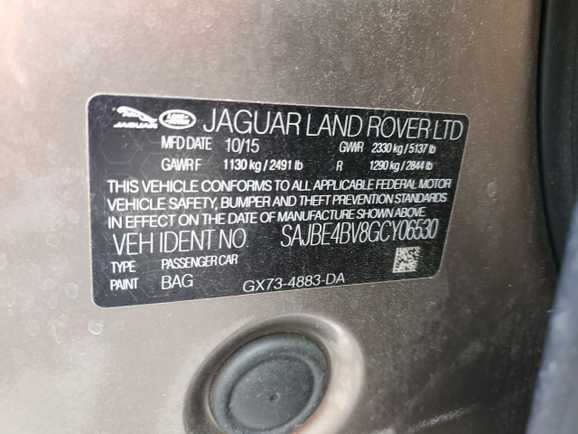 JAGUAR LAND ROVER JAGUAR LAND ROVER LTD
MFD DATE 10/15 GVWR 2330 kg / 5137 lb
GAWR F 1130 kg / 2491 lb R 1290 kg / 2844 lb
THIS VEHICLE CONFORMS TO ALL APPLICABLE FEDERAL MOTOR
VEHICLE SAFETY, BUMPER AND THEFT PREVENTION STANDARDS
IN EFFECT ON THE DATE OF MANUFACTURE SHOWN ABOVE.
VEH IDENT NO. SAJBE4BV8GCY06530
TYPE PASSENGER CAR
PAINT BAG GX73-4883-DA